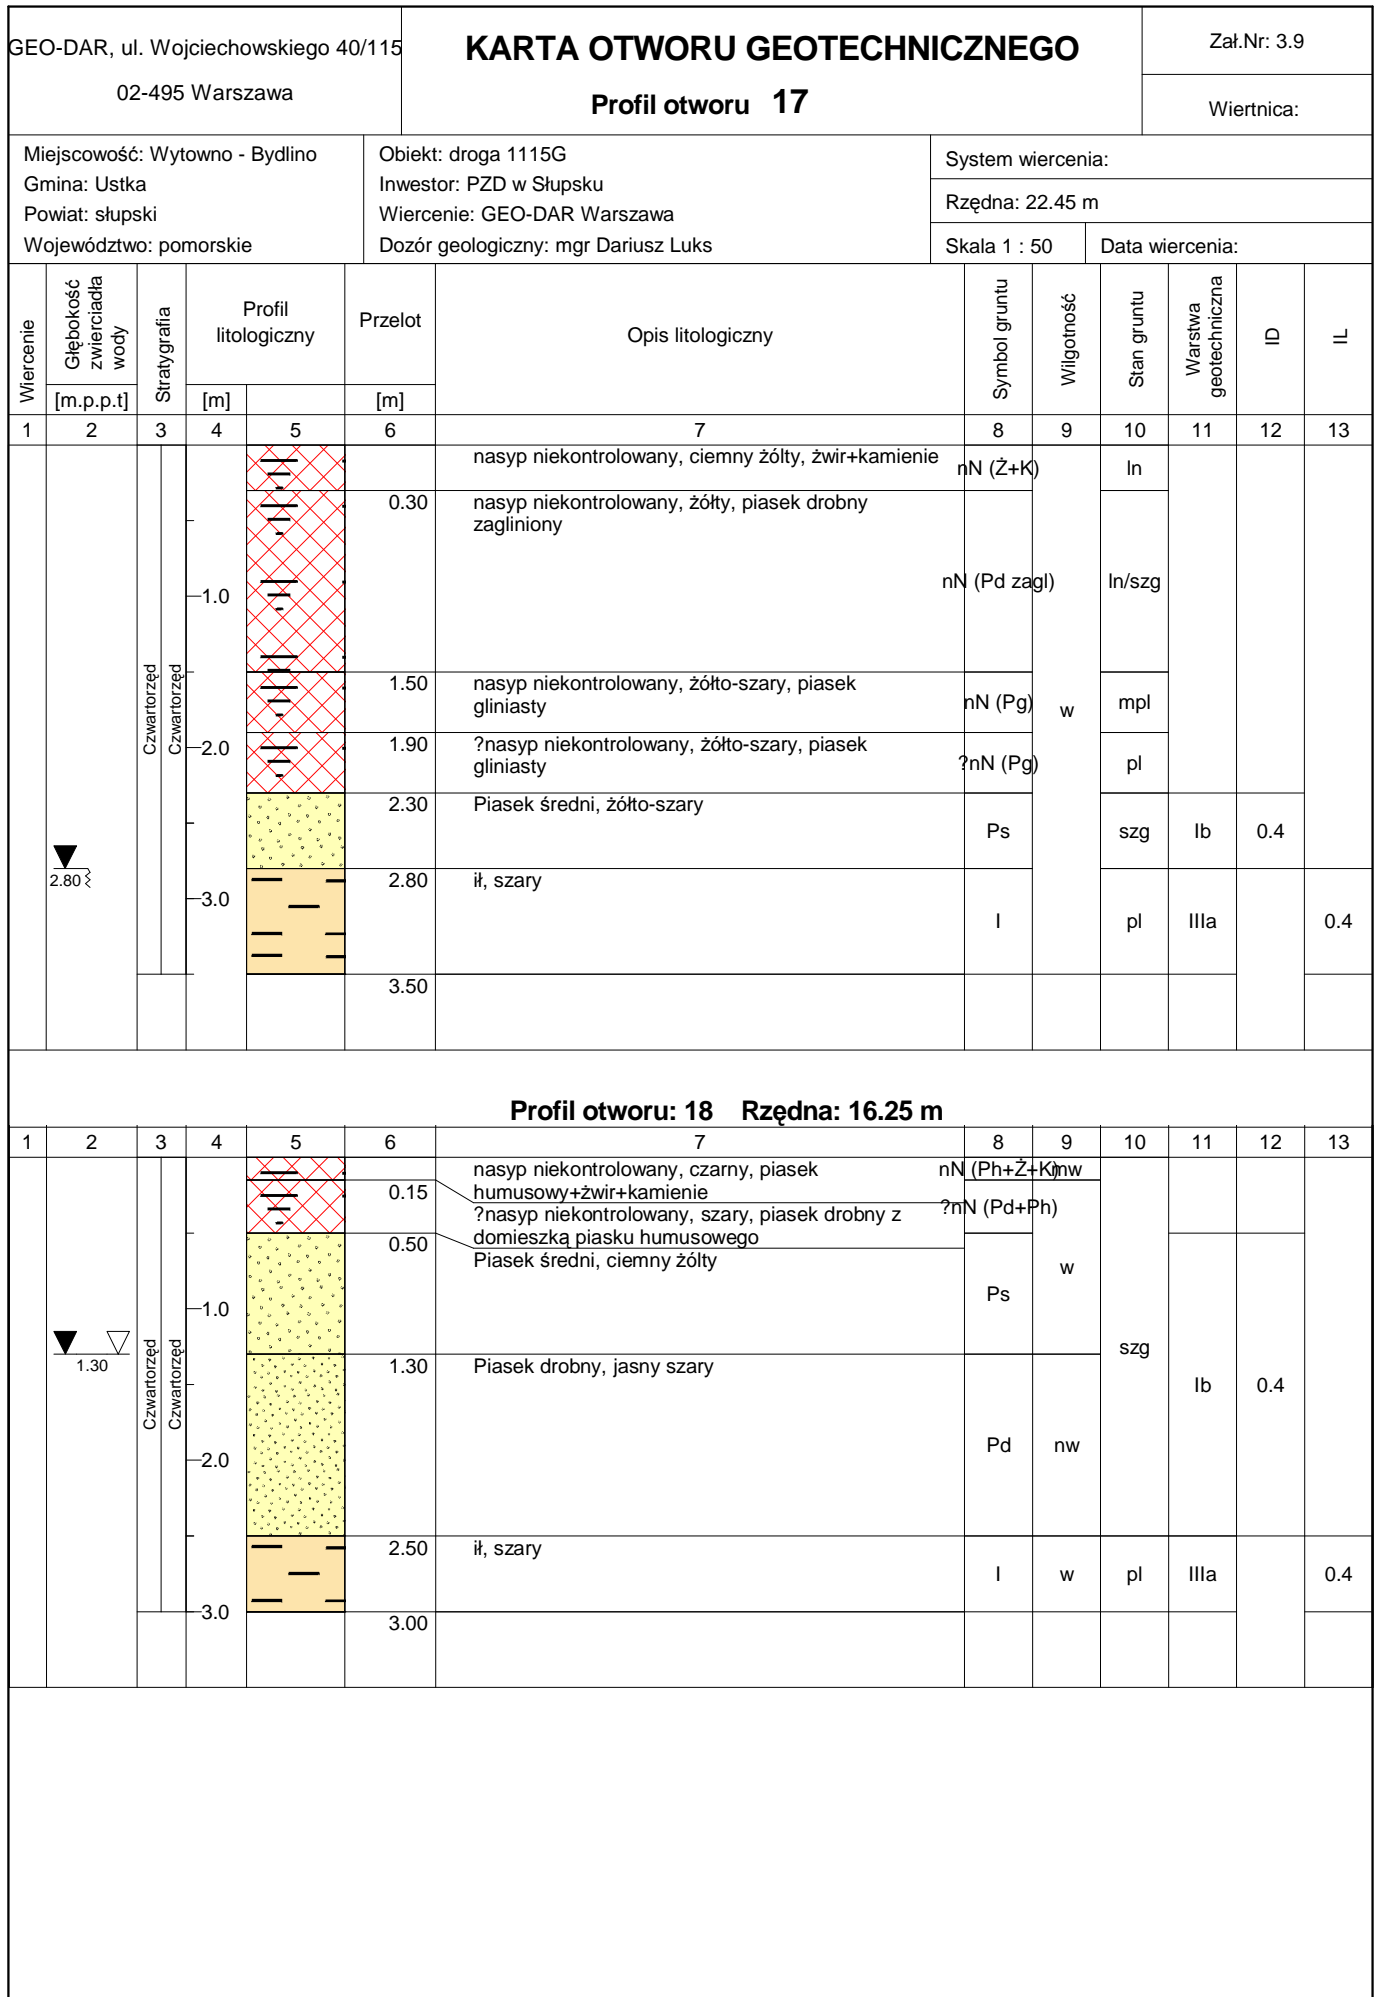 GEO-DAR, ul. Wojciechowskiego 40/115
02-495 Warszawa
KARTA OTWORU GEOTECHNICZNEGO
Profil otworu 17
Zał.Nr: 3.9
Wiertnica:
Miejscowość: Wytowno - Bydlino
Gmina: Ustka
Powiat: słupski
Województwo: pomorskie
Obiekt: droga 1115G
Inwestor: PZD w Słupsku
Wiercenie: GEO-DAR Warszawa
Dozór geologiczny: mgr Dariusz Luks
System wiercenia:
Rzędna: 22.45 m
Skala 1 : 50 Data wiercenia:
Wiercenie
Głębokość zwierciadła wody
[m.p.p.t]
Stratygrafia
Profil litologiczny
[m]
Przelot
[m]
Opis litologiczny
Symbol gruntu
Wilgotność
Stan gruntu
Warstwa geotechniczna
ID
IL
1 2 3 4 5 6 7 8 9 10 11 12 13
nasyp niekontrolowany, ciemny żólty, żwir+kamienie nN (Ż+K) ln
0.30 nasyp niekontrolowany, żółty, piasek drobny
zagliniony
1.0 nN (Pd zagl) ln/szg
Czwartorzęd
Czwartorzęd
1.50 nasyp niekontrolowany, żółto-szary, piasek
gliniasty nN (Pg) w mpl
2.0 1.90 ?nasyp niekontrolowany, żółto-szary, piasek
gliniasty ?nN (Pg) pl
2.30 Piasek średni, żółto-szary
Ps szg Ib 0.4
2.80 2.80 ił, szary
3.0 I pl IIIa 0.4
3.50
Profil otworu: 18 Rzędna: 16.25 m
1 2 3 4 5 6 7 8 9 10 11 12 13
nasyp niekontrolowany, czarny, piasek nN (Ph+Ż+K) mw
humusowy+żwir+kamienie
0.15 ?nasyp niekontrolowany, szary, piasek drobny z ?nN (Pd+Ph)
domieszką piasku humusowego
0.50 Piasek średni, ciemny żólty w
1.0 Ps
szg
1.30 1.30 Piasek drobny, jasny szary
Czwartorzęd
Czwartorzęd
Ib 0.4
2.0 Pd nw
2.50 ił, szary
I w pl IIIa 0.4
3.0 3.00